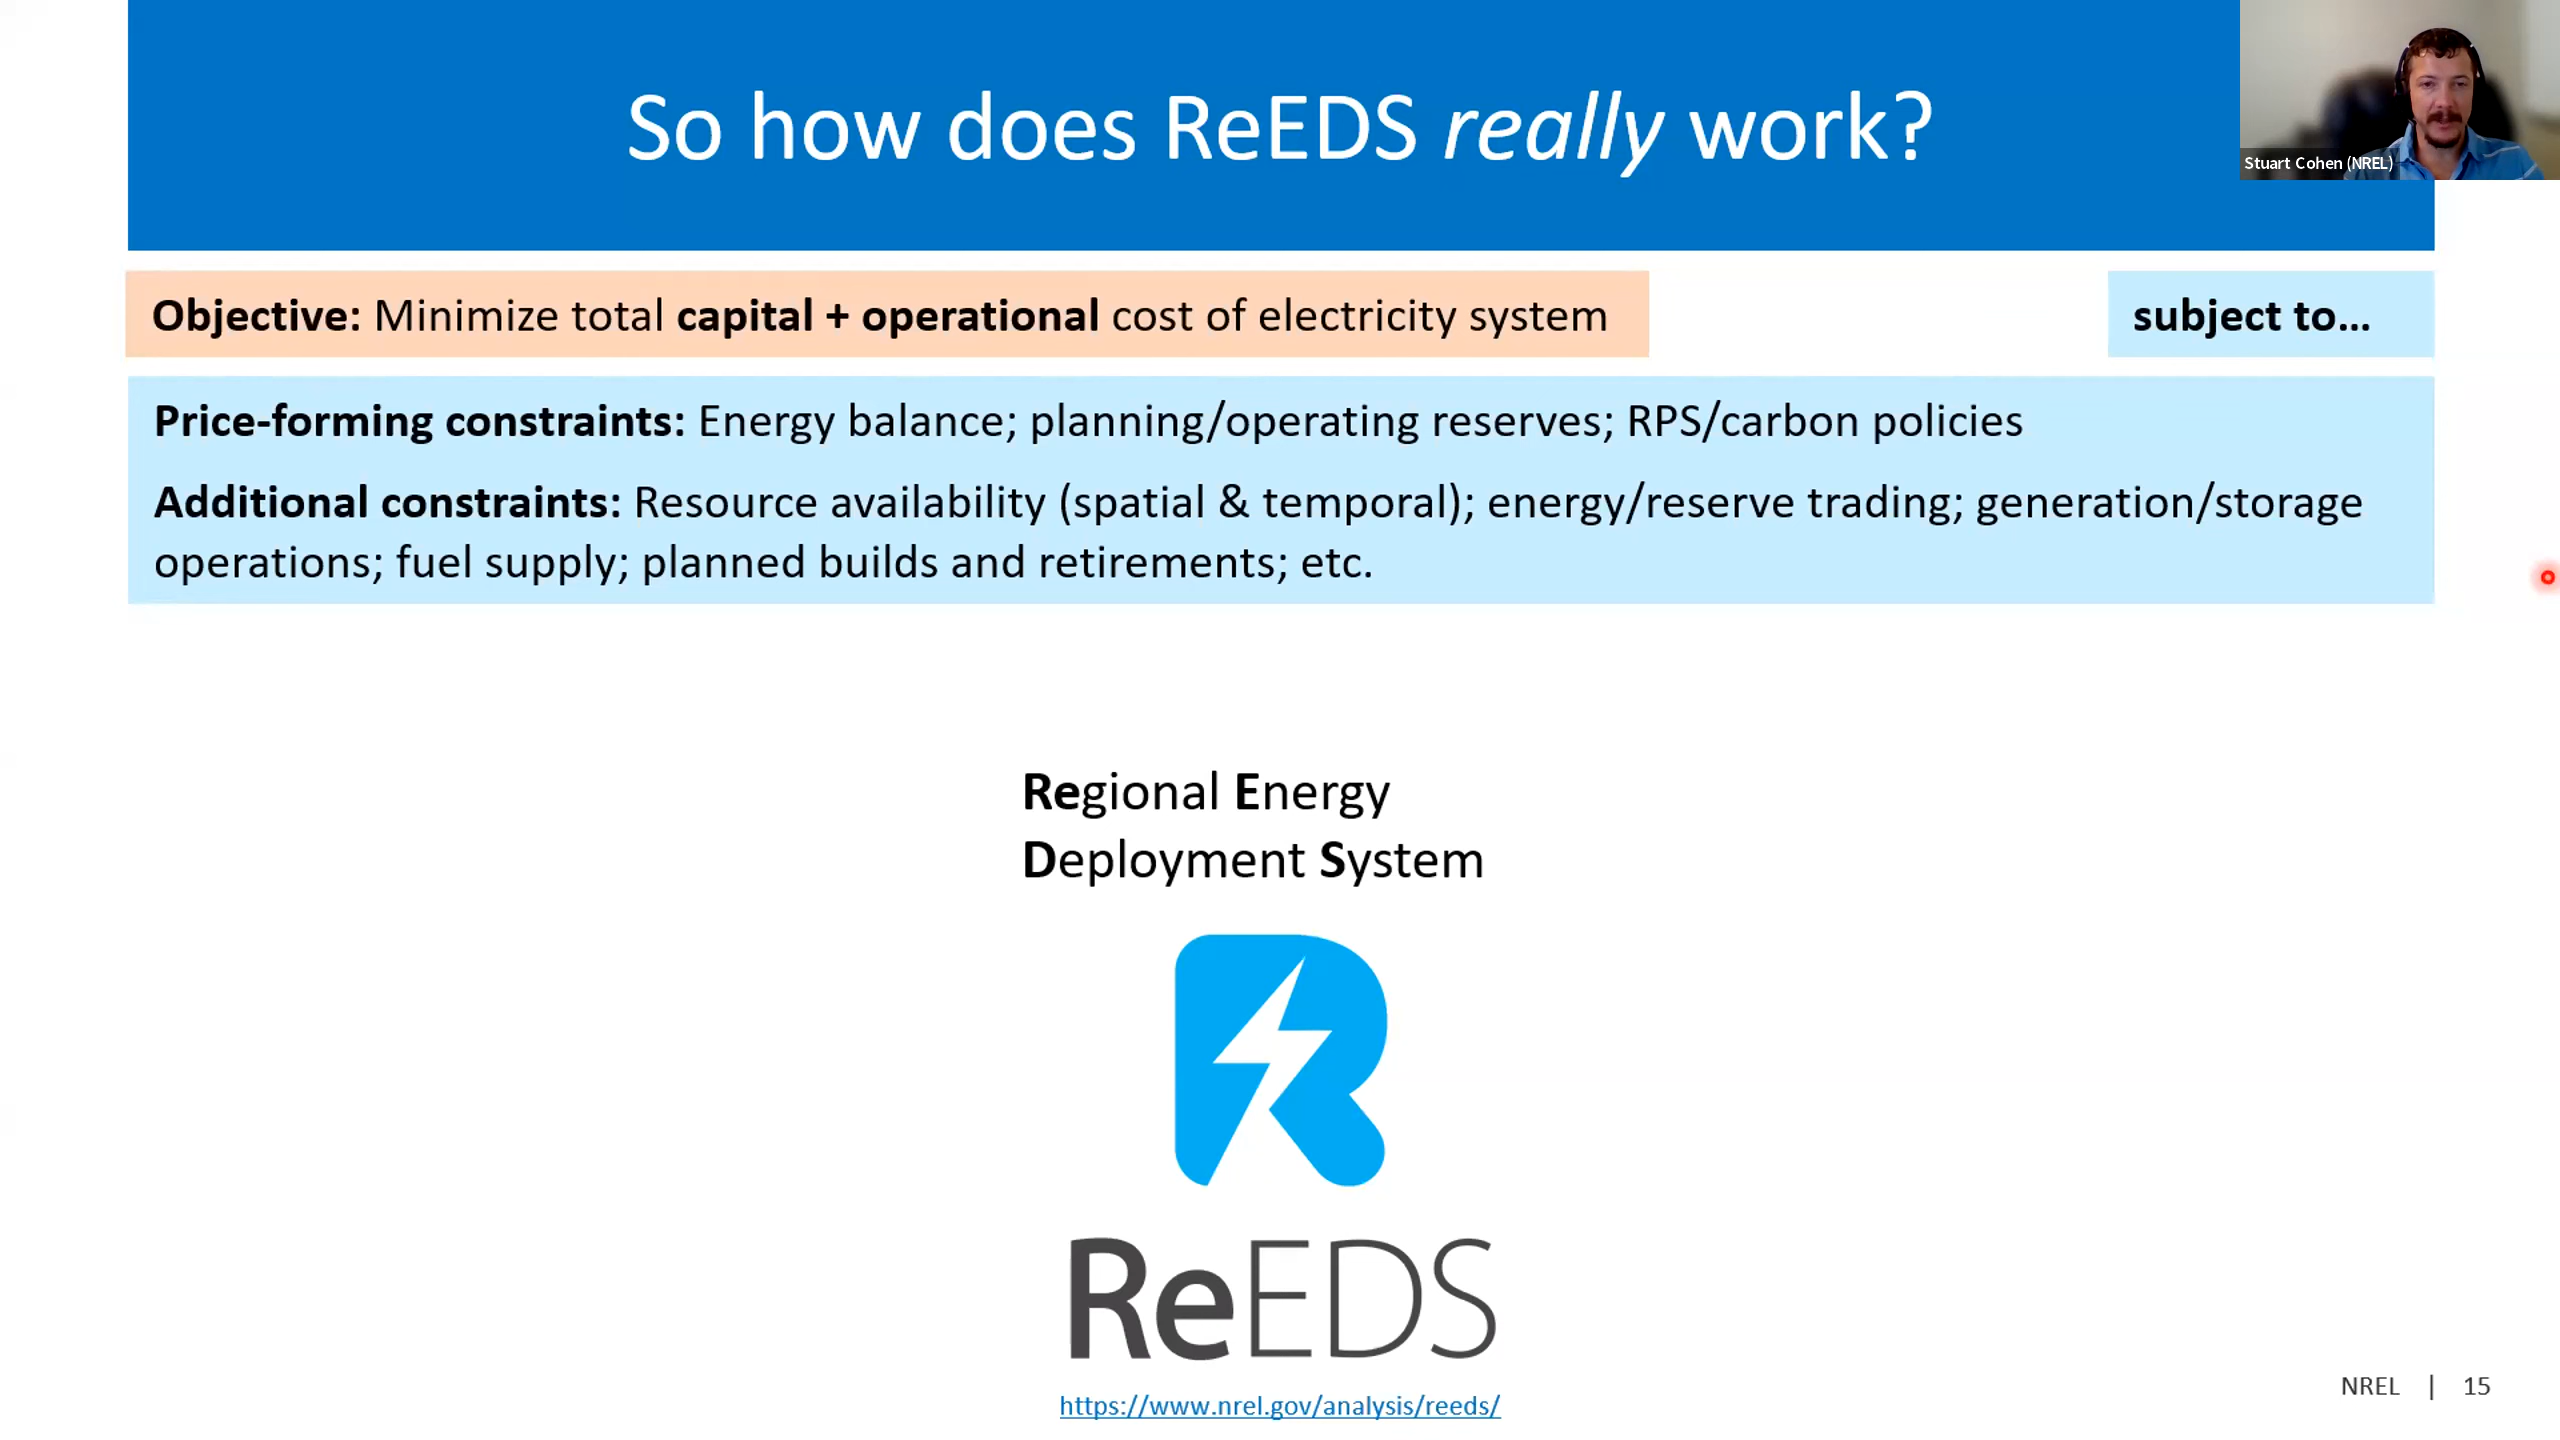 So how does ReEDS really work?
Stuart Cohen (NREL)
Objective: Minimize total capital + operational cost of electricity system
subject to...
Price-forming constraints: Energy balance; planning/operating reserves; RPS/carbon policies
Additional constraints: Resource availability (spatial & temporal); energy/reserve trading; generation/storage
operations; fuel supply; planned builds and retirements; etc.
Regional Energy
Deployment System
ReEDS
https://www.nrel.gov/analysis/reeds/
NREL | 15